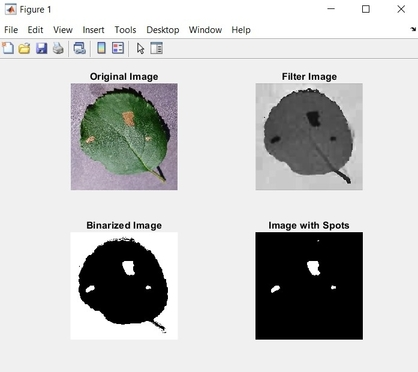 Figure 1
File Edit View Insert Tools Desktop Window Help
Original Image
Filter Image
Binarized Image
Image with Spots